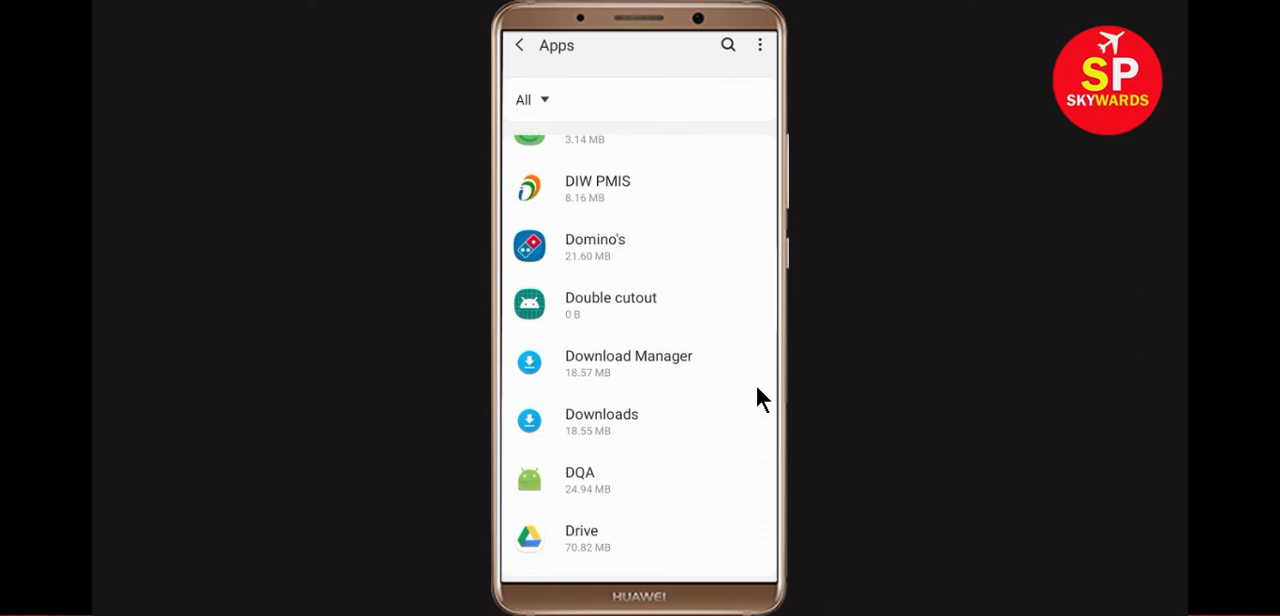 Apps
All
3.14 MB
DIW PMIS
8.16 MB
Domino's
21.60 MB
Double cutout
0 B
Download Manager
18.57 MB
Downloads
18.55 MB
DQA
24.94 MB
Drive
70.82 MB
HUAWEI
SP
SKYWARDS